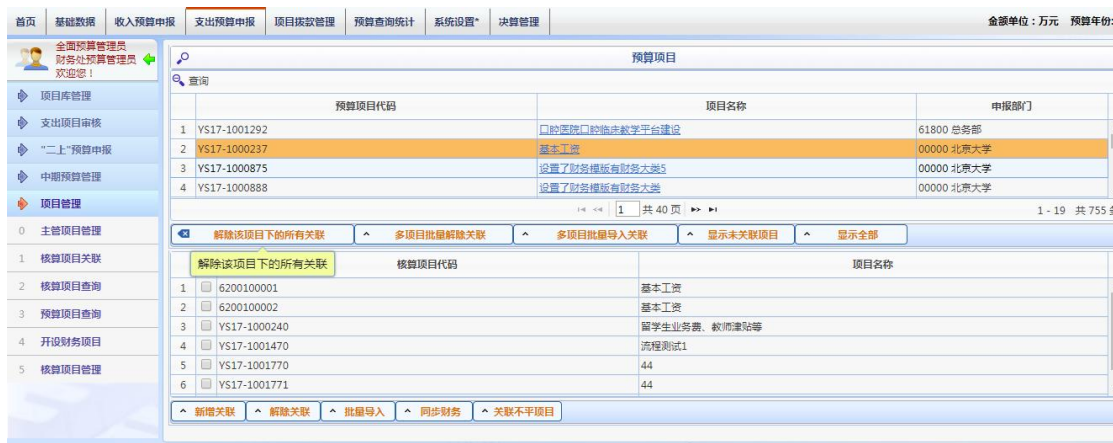 首页 基础数据 收入预算申报 支出预算申报 项目拨款管理 预算查询统计 系统设置* 决算管理 金额单位：万元 预算年份:
全面预算管理员
财务处预算管理员
欢迎您！
项目库管理
支出项目审核
"二上"预算申报
中期预算管理
项目管理
0 主管项目管理
1 核算项目关联
2 核算项目查询
3 预算项目查询
4 开设财务项目
5 核算项目管理
预算项目
查询
预算项目代码 项目名称 申报部门
1 YS17-1001292 口腔医院口腔临床教学平台建设 61800 总务部
2 YS17-1000237 基本工资 00000 北京大学
3 YS17-1000875 设置了财务模版有财务大类5 00000 北京大学
4 YS17-1000888 设置了财务模版有财务大类 00000 北京大学
1 共 40 页 1 - 19 共 755 条
解除该项目下的所有关联 多项目批量解除关联 多项目批量导入关联 显示未关联项目 显示全部
解除该项目下的所有关联
核算项目代码 项目名称
1 6200100001 基本工资
2 6200100002 基本工资
3 YS17-1000240 留学生业务费、教师津贴等
4 YS17-1001470 流程测试1
5 YS17-1001770 44
6 YS17-1001771 44
新增关联 解除关联 批量导入 同步财务 关联不平项目